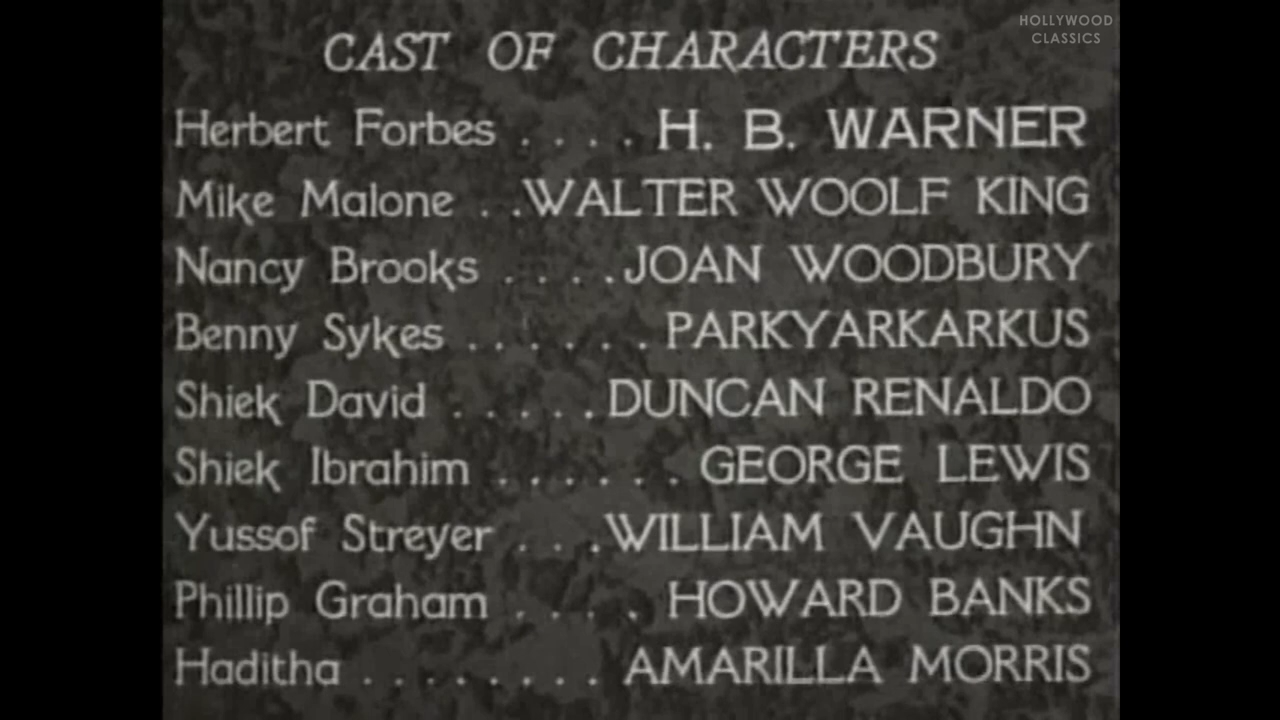 HOLLYWOOD
CLASSICS
CAST OF CHARACTERS
Herbert Forbes . . . . H. B. WARNER
Mike Malone . . WALTER WOOLF KING
Nancy Brooks . . . . JOAN WOODBURY
Benny Sykes . . . . . . PARKYARKARKUS
Shiek David . . . . . DUNCAN RENALDO
Shiek Ibrahim . . . . . . GEORGE LEWIS
Yussof Streyer . . . WILLIAM VAUGHN
Phillip Graham . . . . HOWARD BANKS
Haditha . . . . . . . . AMARILLA MORRIS